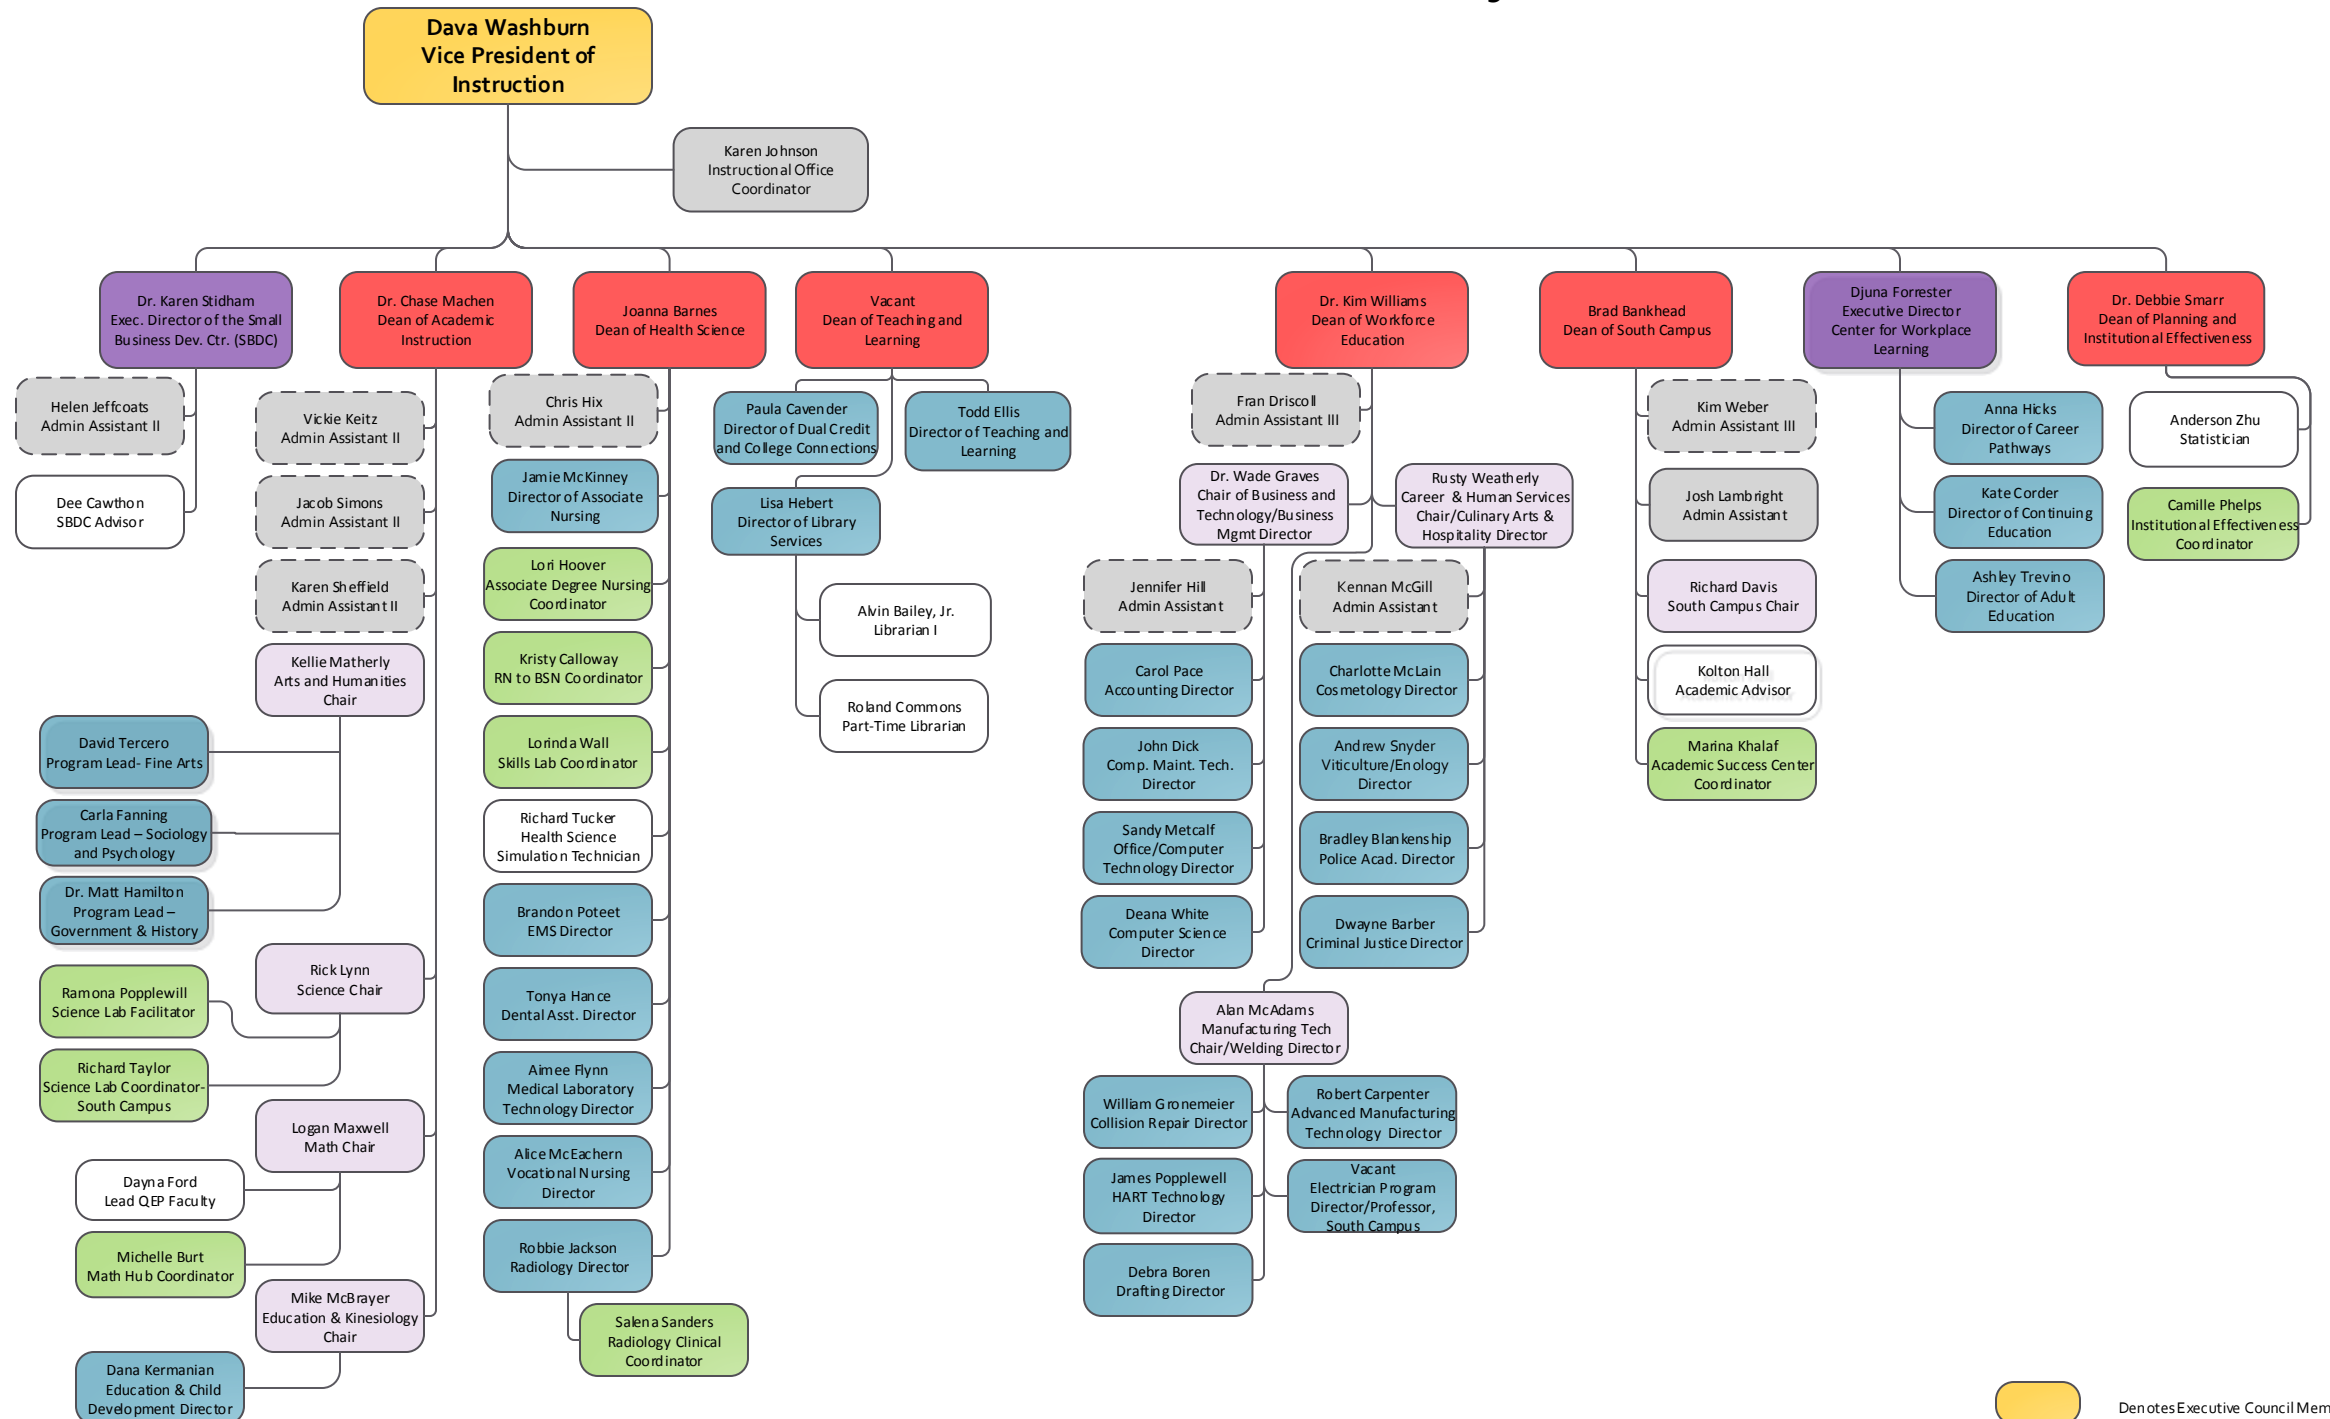 Dava Washburn
Vice President of
Instruction
Karen Johnson
Instructional Office
Coordinator
Dr. Karen Stidham
Exec. Director of the Small
Business Dev. Ctr. (SBDC)
Dr. Chase Machen
Dean of Academic
Instruction
Joanna Barnes
Dean of Health Science
Vacant
Dean of Teaching and
Learning
Dr. Kim Williams
Dean of Workforce
Education
Brad Bankhead
Dean of South Campus
Djuna Forrester
Executive Director
Center for Workplace
Learning
Dr. Debbie Smarr
Dean of Planning and
Institutional Effectiveness
Helen Jeffcoats
Admin Assistant II
Dee Cawthon
SBDC Advisor
Vickie Keitz
Admin Assistant II
Jacob Simons
Admin Assistant II
Karen Sheffield
Admin Assistant II
Kellie Matherly
Arts and Humanities
Chair
David Tercero
Program Lead- Fine Arts
Carla Fanning
Program Lead – Sociology
and Psychology
Dr. Matt Hamilton
Program Lead –
Government & History
Rick Lynn
Science Chair
Ramona Popplewill
Science Lab Facilitator
Richard Taylor
Science Lab Coordinator-
South Campus
Logan Maxwell
Math Chair
Dayna Ford
Lead QEP Faculty
Michelle Burt
Math Hub Coordinator
Mike McBrayer
Education & Kinesiology
Chair
Dana Kermanian
Education & Child
Development Director
Chris Hix
Admin Assistant II
Jamie McKinney
Director of Associate
Nursing
Lori Hoover
Associate Degree Nursing
Coordinator
Kristy Calloway
RN to BSN Coordinator
Lorinda Wall
Skills Lab Coordinator
Richard Tucker
Health Science
Simulation Technician
Brandon Poteet
EMS Director
Tonya Hance
Dental Asst. Director
Aimee Flynn
Medical Laboratory
Technology Director
Alice McEachern
Vocational Nursing
Director
Robbie Jackson
Radiology Director
Salena Sanders
Radiology Clinical
Coordinator
Paula Cavender
Director of Dual Credit
and College Connections
Todd Ellis
Director of Teaching and
Learning
Lisa Hebert
Director of Library
Services
Alvin Bailey, Jr.
Librarian I
Roland Commons
Part-Time Librarian
Fran Driscoll
Admin Assistant III
Dr. Wade Graves
Chair of Business and
Technology/Business
Mgmt Director
Rusty Weatherly
Career & Human Services
Chair/Culinary Arts &
Hospitality Director
Jennifer Hill
Admin Assistant
Carol Pace
Accounting Director
John Dick
Comp. Maint. Tech.
Director
Sandy Metcalf
Office/Computer
Technology Director
Deana White
Computer Science
Director
Kennan McGill
Admin Assistant
Charlotte McLain
Cosmetology Director
Andrew Snyder
Viticulture/Enology
Director
Bradley Blankenship
Police Acad. Director
Dwayne Barber
Criminal Justice Director
Alan McAdams
Manufacturing Tech
Chair/Welding Director
William Gronemeier
Collision Repair Director
Robert Carpenter
Advanced Manufacturing
Technology Director
James Popplewell
HART Technology
Director
Vacant
Electrician Program
Director/Professor,
South Campus
Debra Boren
Drafting Director
Kim Weber
Admin Assistant III
Josh Lambright
Admin Assistant
Richard Davis
South Campus Chair
Kolton Hall
Academic Advisor
Marina Khalaf
Academic Success Center
Coordinator
Anna Hicks
Director of Career
Pathways
Kate Corder
Director of Continuing
Education
Ashley Trevino
Director of Adult
Education
Anderson Zhu
Statistician
Camille Phelps
Institutional Effectiveness
Coordinator
Denotes Executive Council Mem